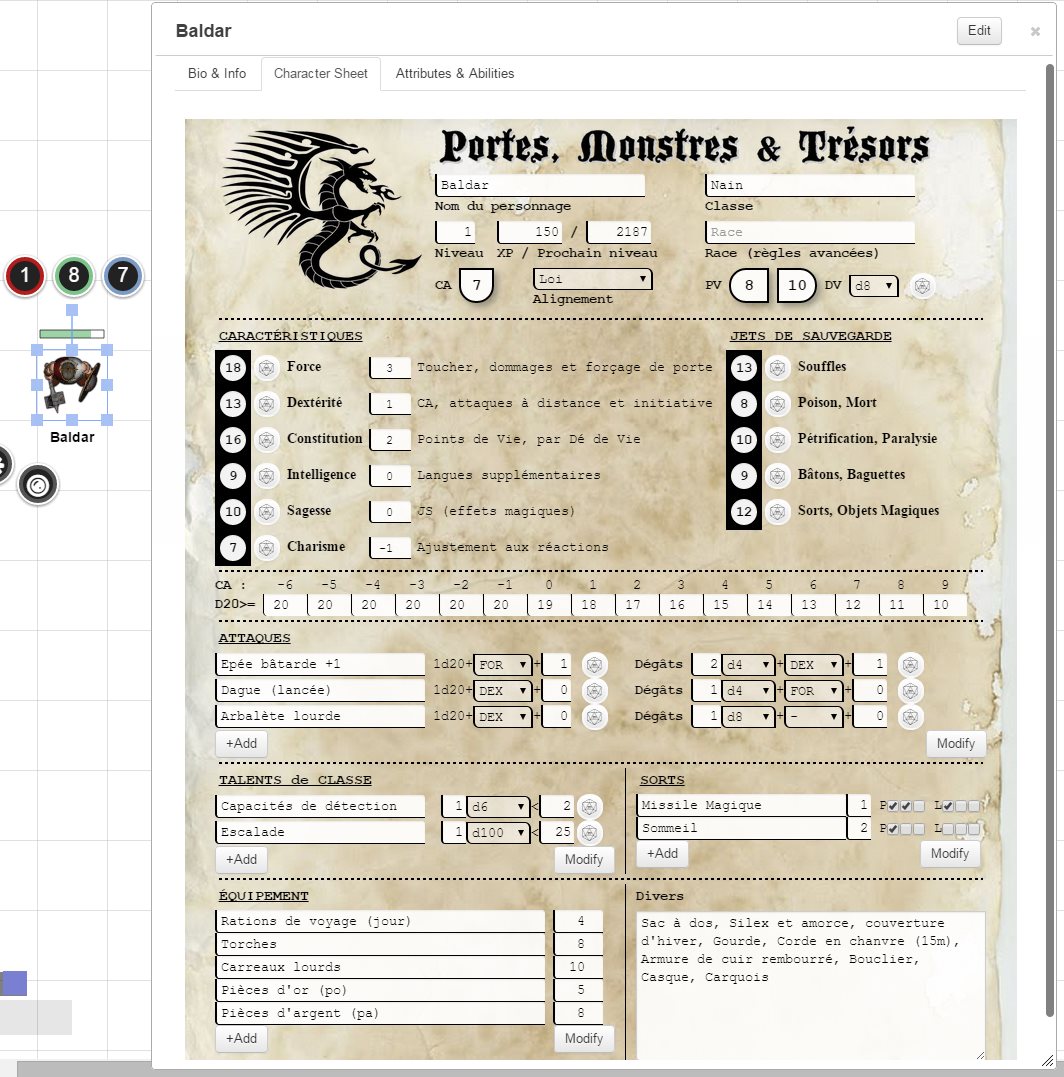 Baldar
Edit
Bio & Info
Character Sheet
Attributes & Abilities
Portes, Monstres & Trésors
Baldar
Nain
Nom du personnage
Classe
1
150 / 2187
Race
Niveau
XP / Prochain niveau
Race (règles avancées)
CA 7
Loi
Alignement
PV 8 10 DV d8
1
8
7
Baldar
CARACTÉRISTIQUES
18 Force 3 Toucher, dommages et forçage de porte
13 Dextérité 1 CA, attaques à distance et initiative
16 Constitution 2 Points de Vie, par Dé de Vie
9 Intelligence 0 Langues supplémentaires
10 Sagesse 0 JS (effets magiques)
7 Charisme -1 Ajustement aux réactions
JETS DE SAUVEGARDE
13 Souffles
8 Poison, Mort
10 Pétrification, Paralysie
9 Bâtons, Baguettes
12 Sorts, Objets Magiques
CA : -6 -5 -4 -3 -2 -1 0 1 2 3 4 5 6 7 8 9
D20>= 20 20 20 20 20 20 19 18 17 16 15 14 13 12 11 10
ATTAQUES
Epée bâtarde +1 1d20+ FOR + 1 Dégâts 2 d4 + DEX + 1
Dague (lancée) 1d20+ DEX + 0 Dégâts 1 d4 + FOR + 0
Arbalète lourde 1d20+ DEX + 0 Dégâts 1 d8 + - + 0
+Add
Modify
TALENTS de CLASSE
Capacités de détection 1 d6 < 2
Escalade 1 d100 < 25
+Add
Modify
SORTS
Missile Magique 1 P L
Sommeil 2 P L
+Add
Modify
ÉQUIPEMENT
Rations de voyage (jour) 4
Torches 8
Carreaux lourds 10
Pièces d'or (po) 5
Pièces d'argent (pa) 8
+Add
Modify
Divers
Sac à dos, Silex et amorce, couverture
d'hiver, Gourde, Corde en chanvre (15m),
Armure de cuir rembourré, Bouclier,
Casque, Carquois